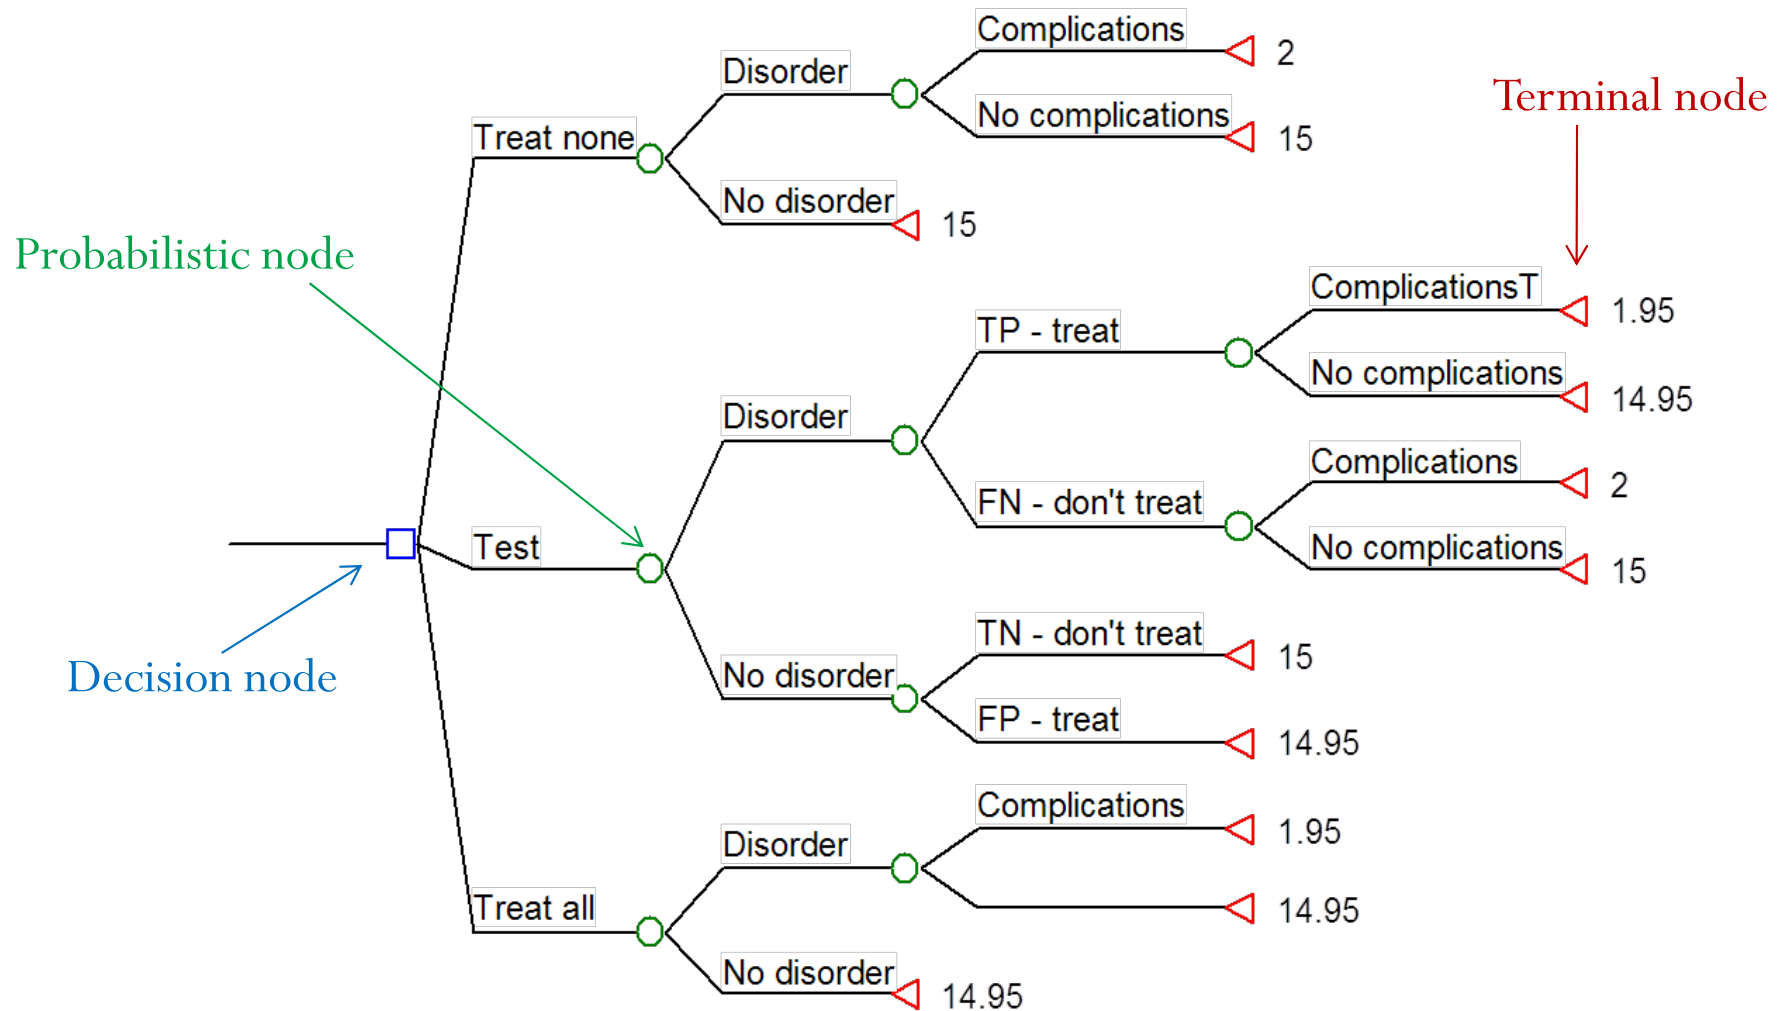 Complications
2
Disorder
No complications
15
Treat none
No disorder
15
Terminal node
Probabilistic node
ComplicationsT
1.95
TP - treat
No complications
14.95
Disorder
Complications
2
FN - don't treat
No complications
15
Test
TN - don't treat
15
No disorder
FP - treat
14.95
Decision node
Complications
1.95
Disorder
14.95
Treat all
No disorder
14.95